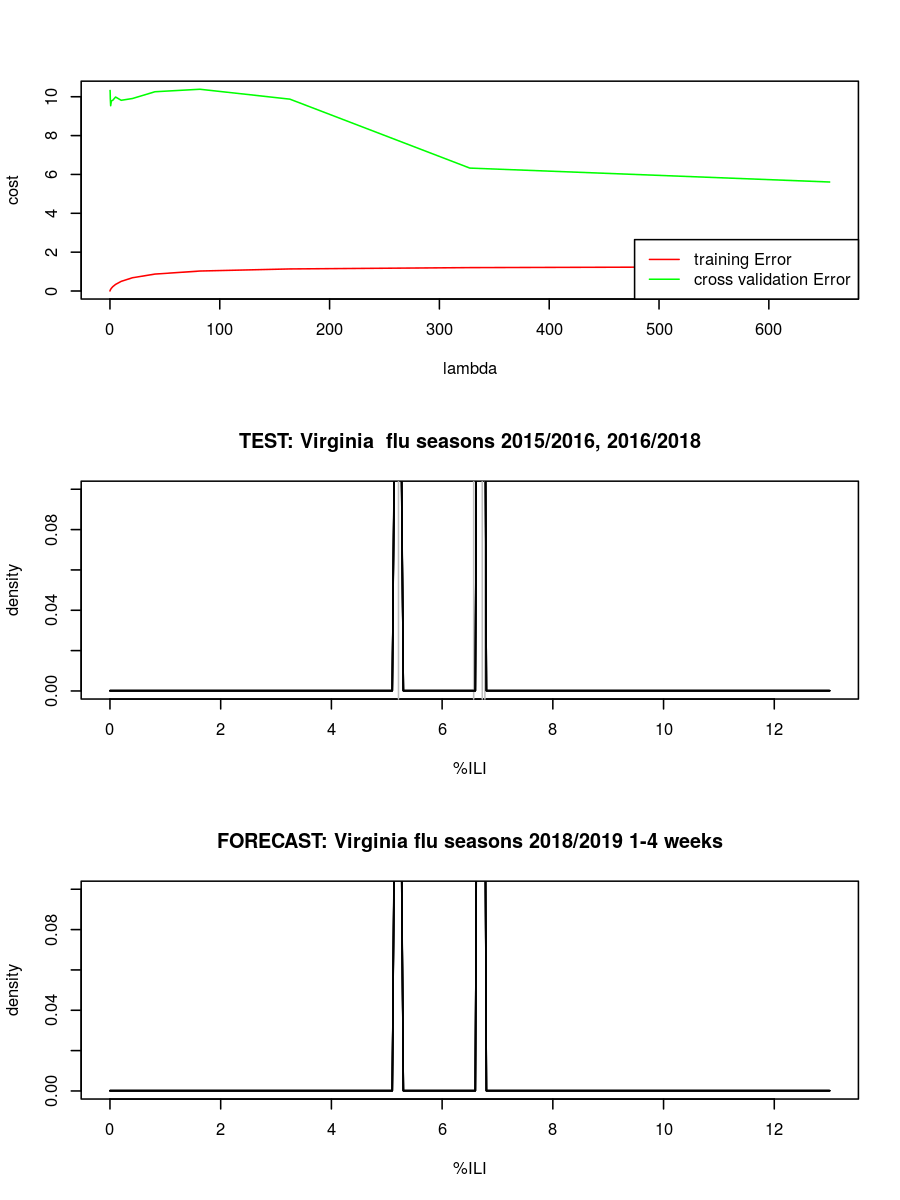 10
8
6
4
2
0
cost
training Error
cross validation Error
0 100 200 300 400 500 600
lambda
TEST: Virginia  flu seasons 2015/2016, 2016/2018
0.08
0.04
0.00
density
0 2 4 6 8 10 12
%ILI
FORECAST: Virginia flu seasons 2018/2019 1-4 weeks
0.08
0.04
0.00
density
0 2 4 6 8 10 12
%ILI